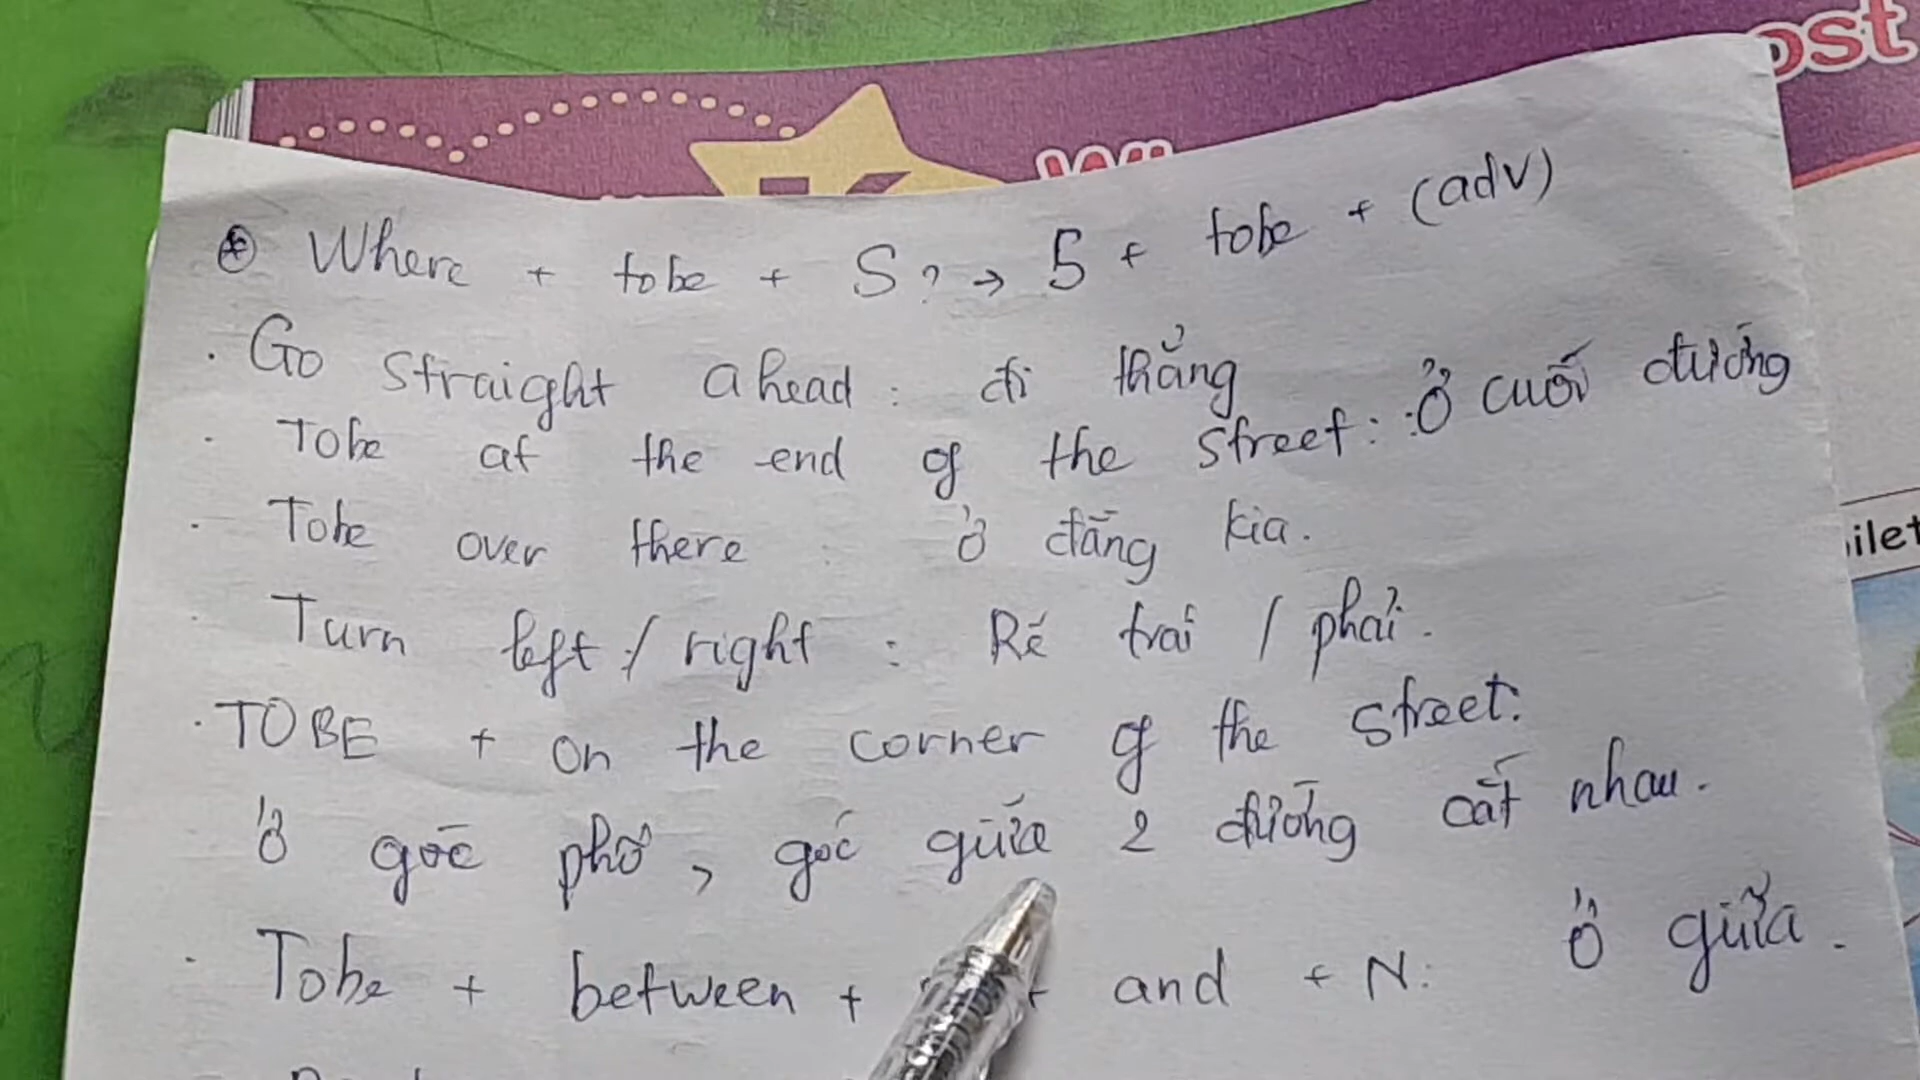 ost
⊛ Where + tobe + S? → S + tobe + (adv)
. Go straight ahead : đi thẳng
. Tobe at the end of the street : Ở cuối đường
. Tobe over there : ở đằng kia.
. Turn left / right : Rẽ trái / phải.
. TOBE + on the corner of the street:
Ở góc phố, góc giữa 2 đường cắt nhau.
. Tobe + between + and + N: Ở giữa.
ilet